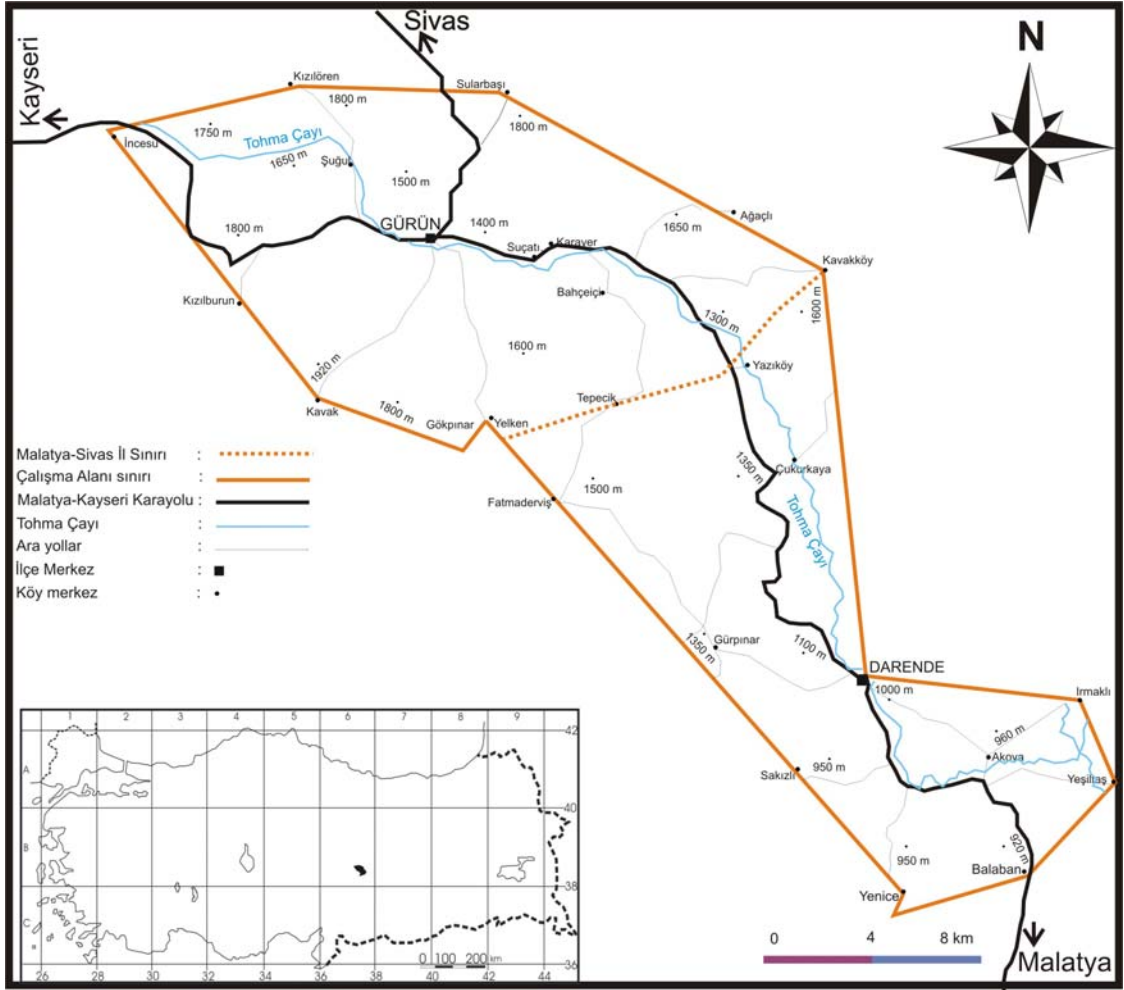 Sivas
Kayseri
N
Kızılören
Sularbaşı
1800 m
1800 m
1750 m
Tohma Çayı
İncesu
1650 m
Şuğul
1500 m
Ağaçlı
GÜRÜN
1400 m
1650 m
1800 m
Suçatı
Karayer
Kavakköy
Kızılburun
Bahçeiçi
1600 m
1300 m
1600 m
1920 m
Yazıköy
Kavak
1800 m
Gökpınar
Yelken
Tepecik
Malatya-Sivas İl Sınırı :
Çalışma Alanı sınırı :
Malatya-Kayseri Karayolu :
Tohma Çayı :
Ara yollar :
İlçe Merkez :
Köy merkez :
1350 m
Çukurkaya
1500 m
Fatmaderviş
Tohma Çayı
1350 m
Gürpınar
1100 m
DARENDE
1000 m
Irmaklı
960 m
Akova
Sakızlı
950 m
Yeşiltaş
950 m
920 m
Balaban
Yenice
0 4 8 km
Malatya
1 2 3 4 5 6 7 8 9
42
A
40
B
38
C
0 100 200 km
36
26 28 30 32 34 36 38 40 42 44